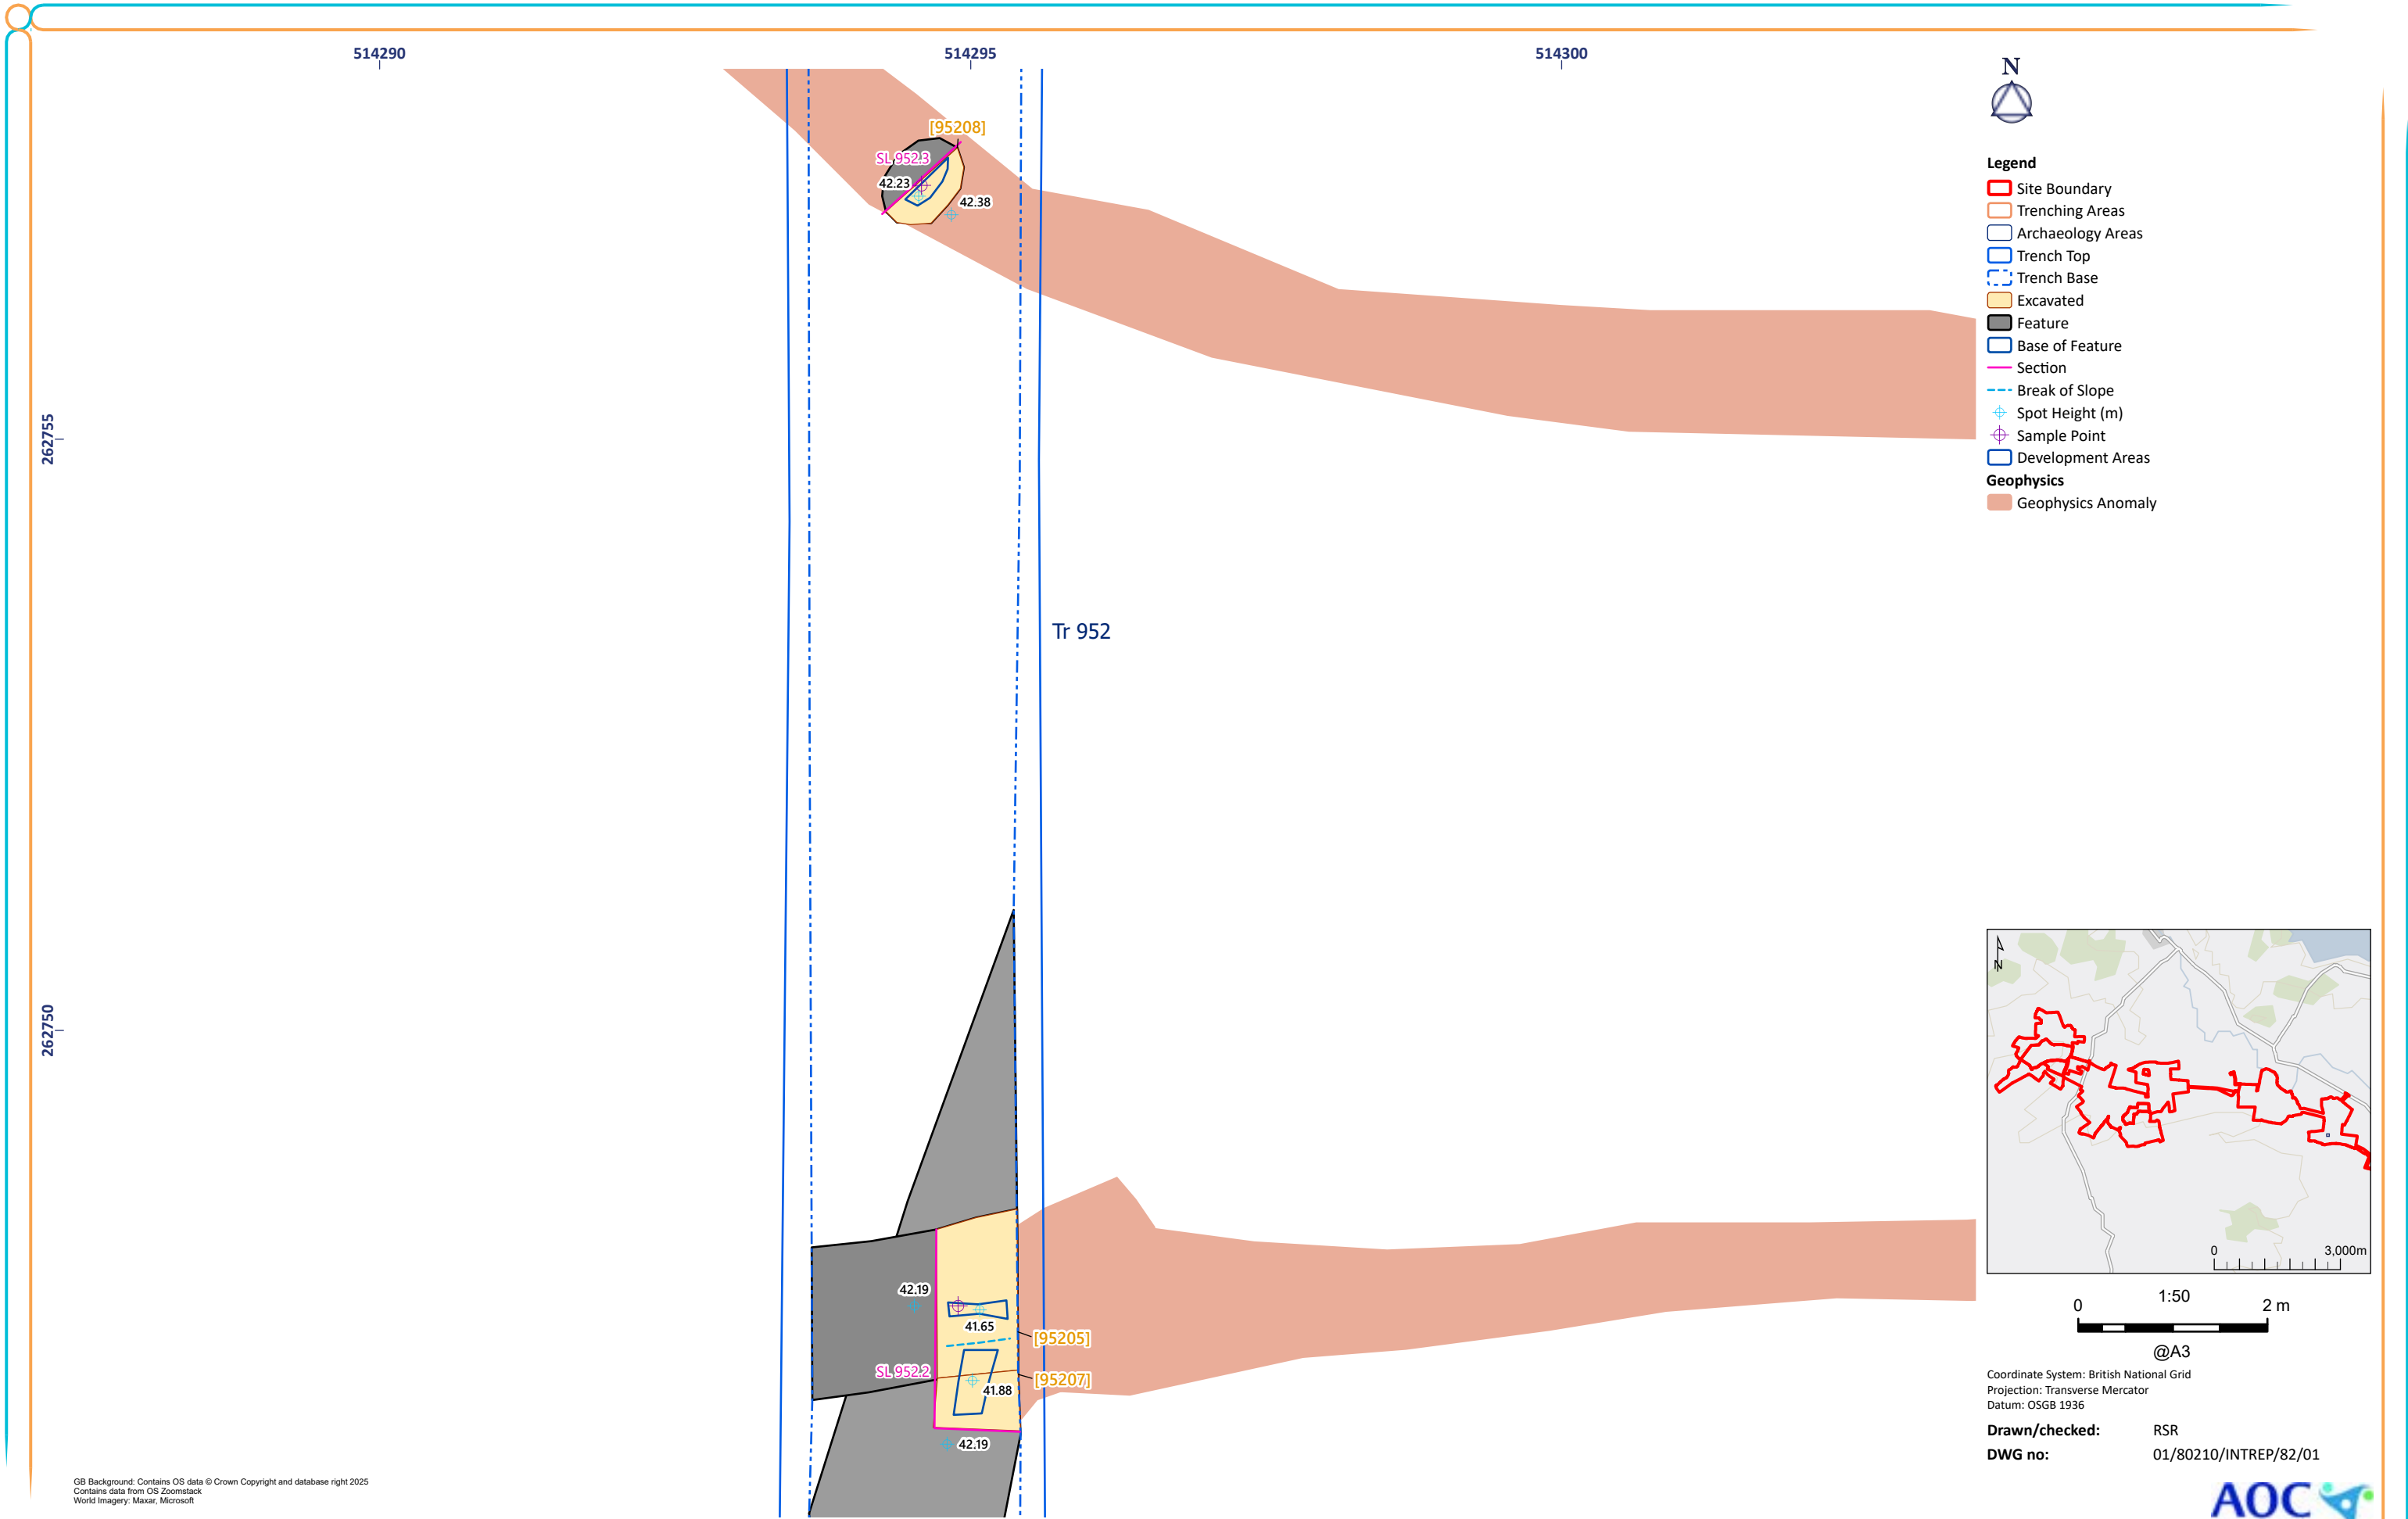 514290
514295
514300
N
Legend
Site Boundary
Trenching Areas
Archaeology Areas
Trench Top
Trench Base
Excavated
Feature
Base of Feature
Section
Break of Slope
Spot Height (m)
Sample Point
Development Areas
Geophysics
Geophysics Anomaly
[95208]
SL 952.3
42.23
42.38
262755
Tr 952
262750
42.19
41.65
[95205]
SL 952.2
[95207]
41.88
42.19
N
0 3,000m
1:50
0 2 m
@A3
Coordinate System: British National Grid
Projection: Transverse Mercator
Datum: OSGB 1936
Drawn/checked: RSR
DWG no: 01/80210/INTREP/82/01
GB Background: Contains OS data © Crown Copyright and database right 2025
Contains data from OS Zoomstack
World Imagery: Maxar, Microsoft
AOC